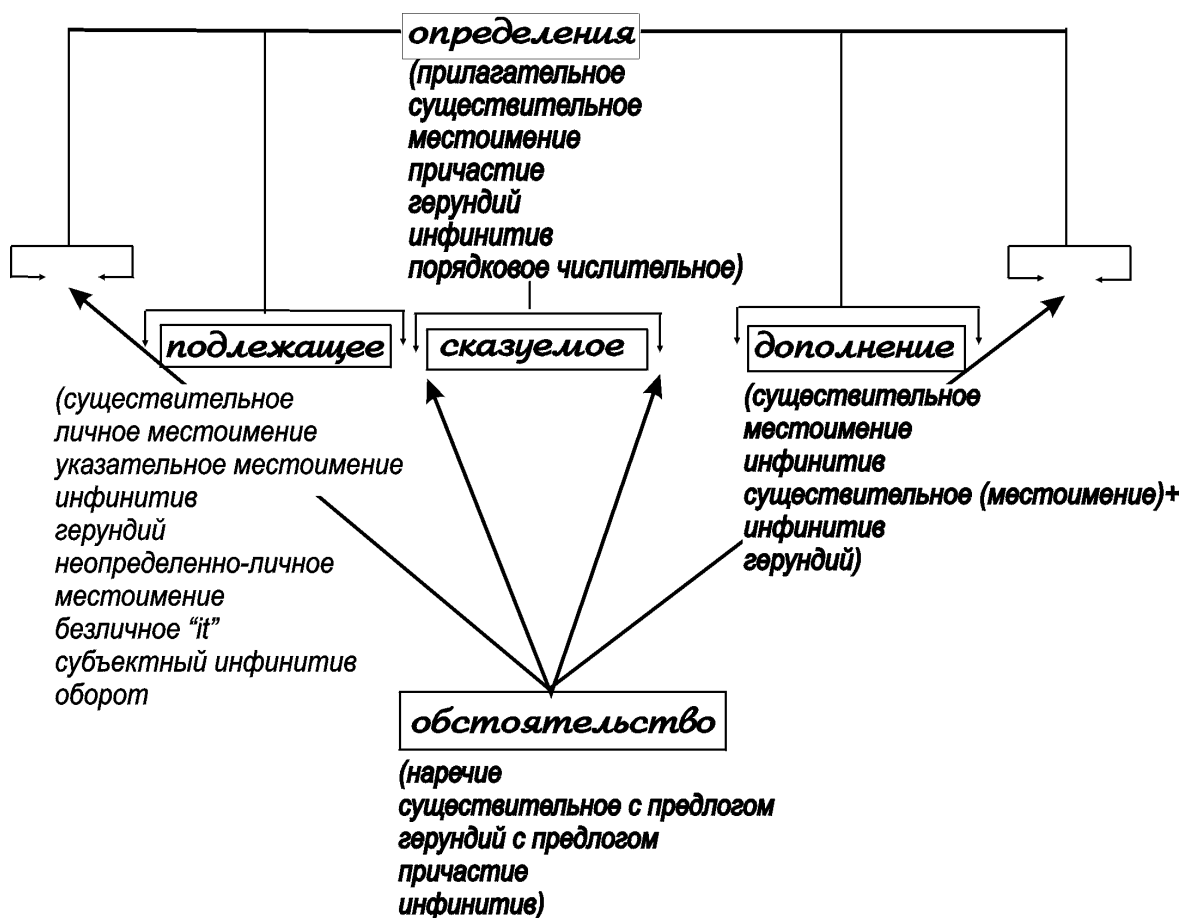 определения
(прилагательное
существительное
местоимение
причастие
герундий
инфинитив
порядковое числительное)
подлежащее
(существительное
личное местоимение
указательное местоимение
инфинитив
герундий
неопределенно-личное
местоимение
безличное “it”
субъектный инфинитив
оборот
сказуемое
дополнение
(существительное
местоимение
инфинитив
существительное (местоимение)+
инфинитив
герундий)
обстоятельство
(наречие
существительное с предлогом
герундий с предлогом
причастие
инфинитив)